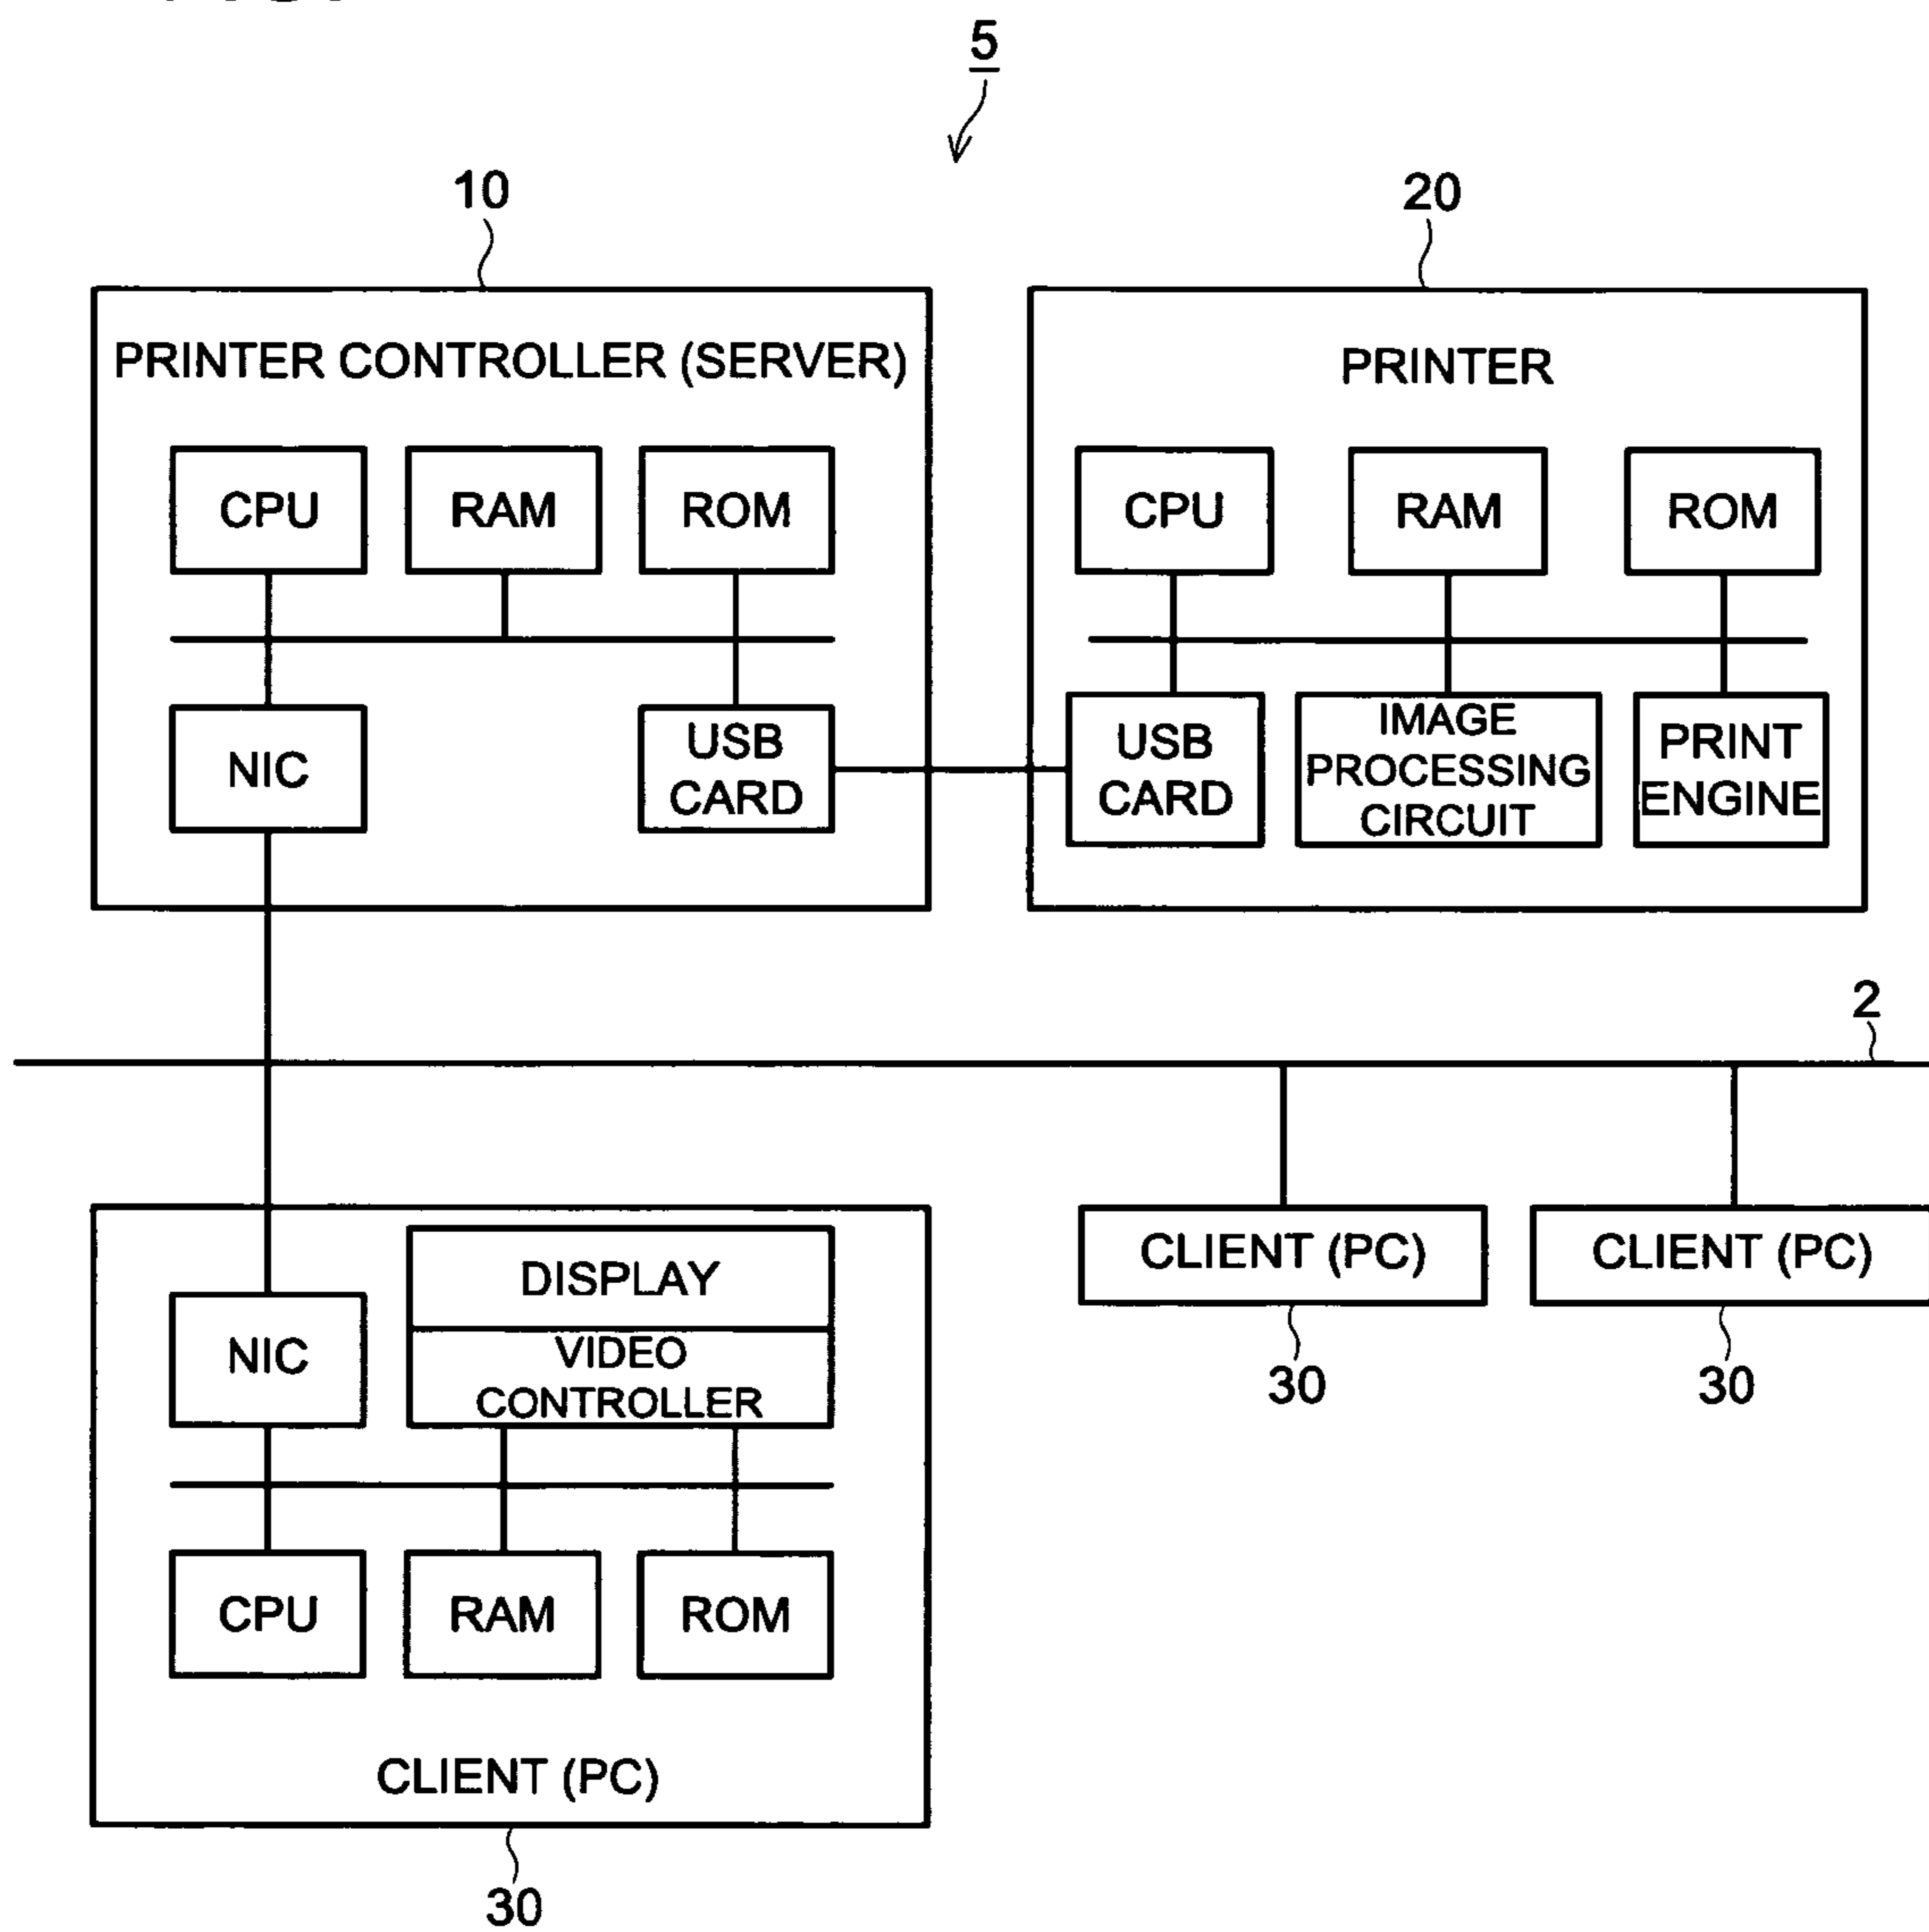 5
10
20
PRINTER CONTROLLER (SERVER)
CPU
RAM
ROM
NIC
USB
CARD
PRINTER
CPU
RAM
ROM
USB
CARD
IMAGE
PROCESSING
CIRCUIT
PRINT
ENGINE
2
NIC
DISPLAY
VIDEO
CONTROLLER
CPU
RAM
ROM
CLIENT (PC)
30
CLIENT (PC)
30
CLIENT (PC)
30